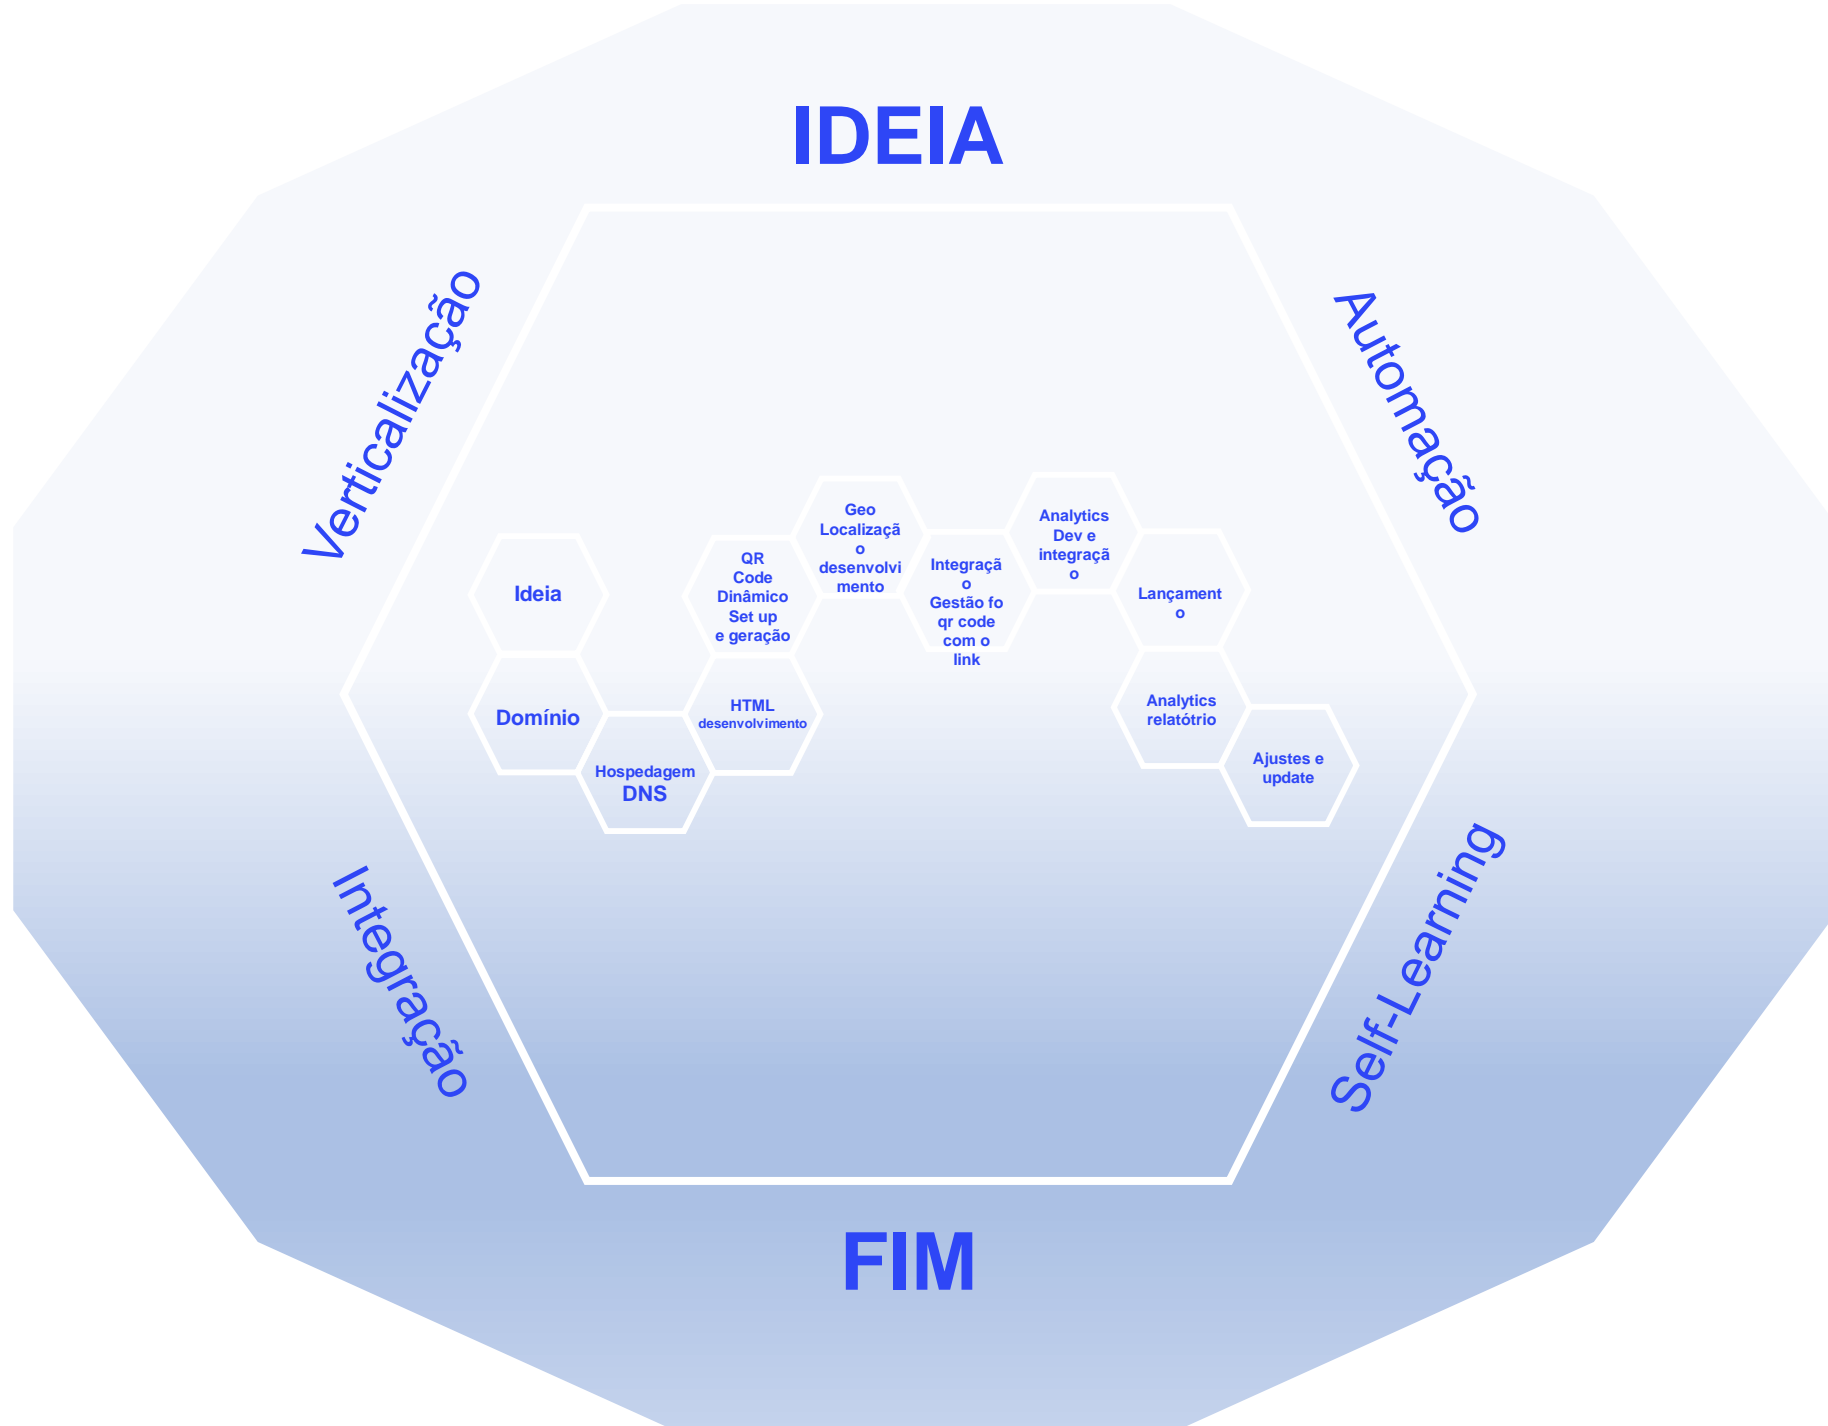 IDEIA
Verticalização
Automação
Ideia
Domínio
Hospedagem
DNS
HTML
desenvolvimento
QR
Code
Dinâmico
Set up
e geração
Geo
Localizaçã
o
desenvolvi
mento
Integraçã
o
Gestão fo
qr code
com o
link
Analytics
Dev e
integraçã
o
Lançament
o
Analytics
relatótrio
Ajustes e
update
Integração
Self-Learning
FIM